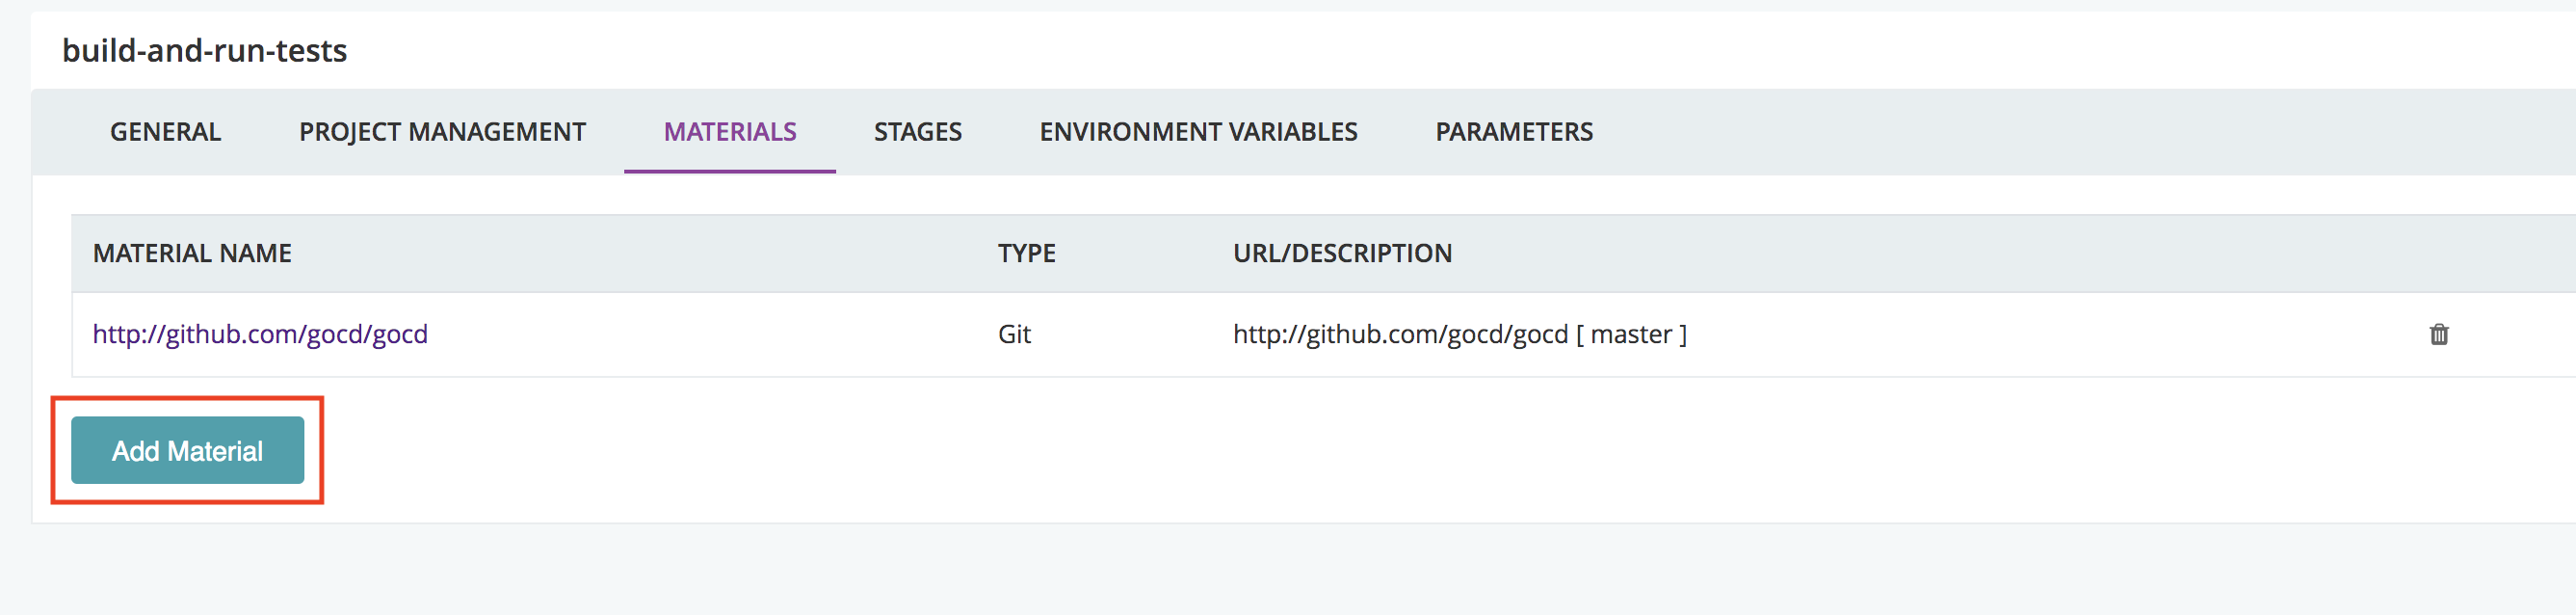 build-and-run-tests
GENERAL PROJECT MANAGEMENT MATERIALS STAGES ENVIRONMENT VARIABLES PARAMETERS
MATERIAL NAME TYPE URL/DESCRIPTION
http://github.com/gocd/gocd Git http://github.com/gocd/gocd [ master ]
Add Material